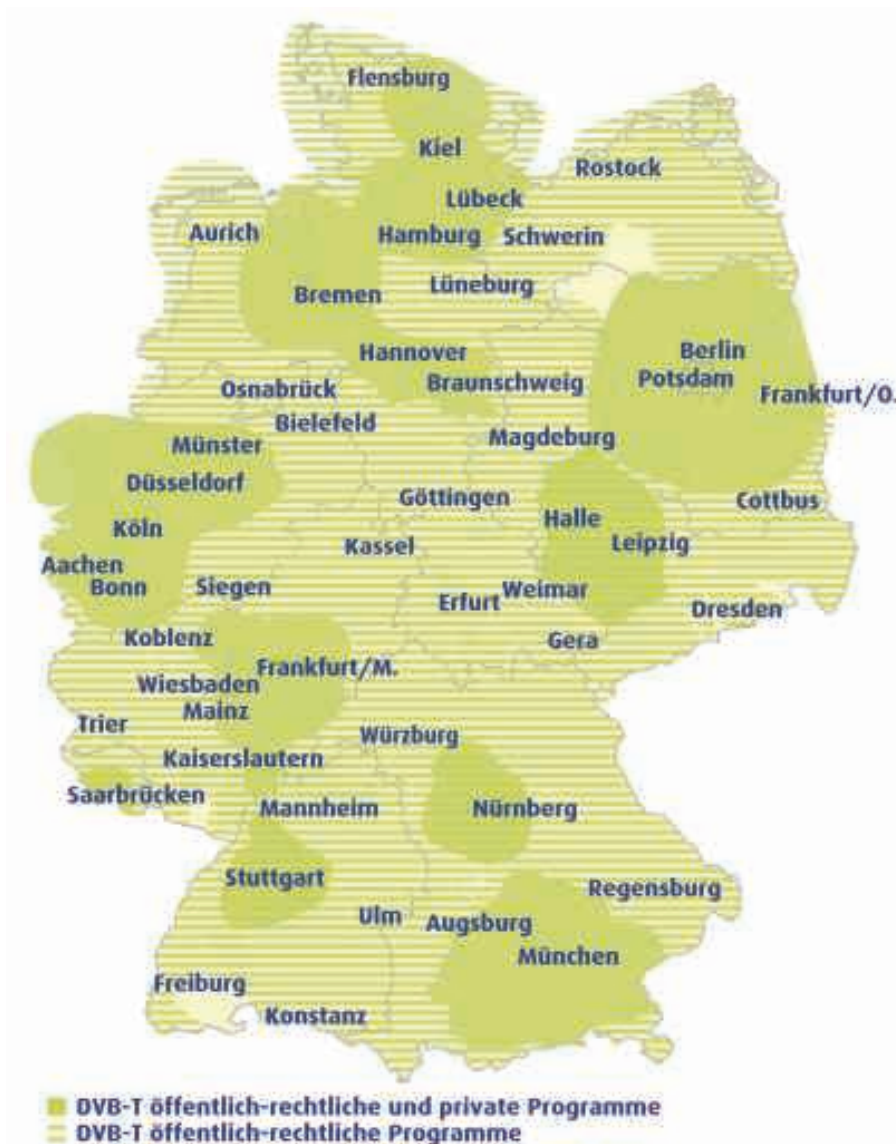 Flensburg
Kiel
Rostock
Lübeck
Aurich
Hamburg
Schwerin
Lüneburg
Bremen
Hannover
Berlin
Braunschweig
Potsdam
Osnabrück
Frankfurt/O.
Bielefeld
Münster
Magdeburg
Düsseldorf
Göttingen
Cottbus
Halle
Köln
Kassel
Leipzig
Aachen
Bonn
Siegen
Weimar
Erfurt
Dresden
Koblenz
Gera
Frankfurt/M.
Wiesbaden
Mainz
Trier
Würzburg
Kaiserslautern
Saarbrücken
Mannheim
Nürnberg
Stuttgart
Regensburg
Ulm
Augsburg
München
Freiburg
Konstanz
DVB-T öffentlich-rechtliche und private Programme
DVB-T öffentlich-rechtliche Programme